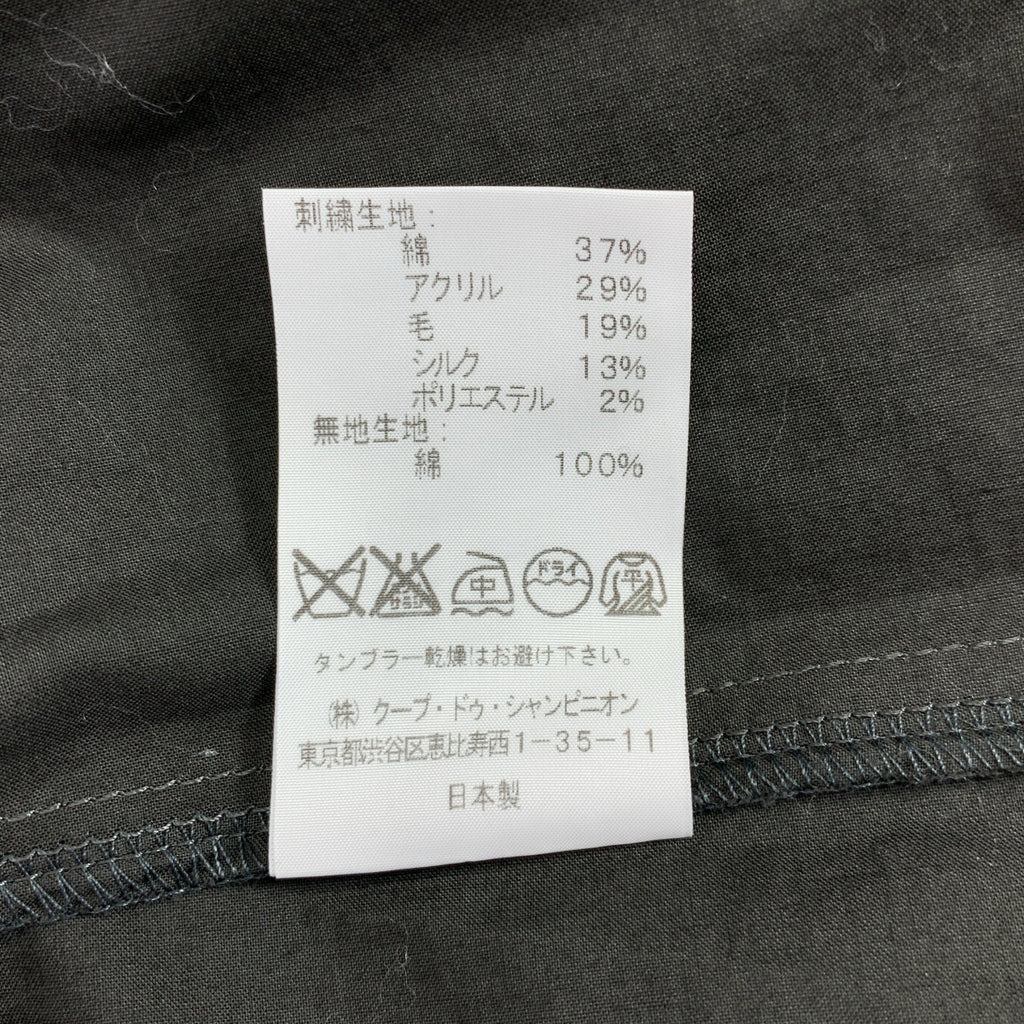 刺繍生地:
綿 37%
アクリル 29%
毛 19%
シルク 13%
ポリエステル 2%
無地生地:
綿 100%
中 ドライ 平
タンブラー乾燥はお避け下さい。
(株)クープ・ドゥ・シャンピニオン
東京都渋谷区恵比寿西1-35-11
日本製